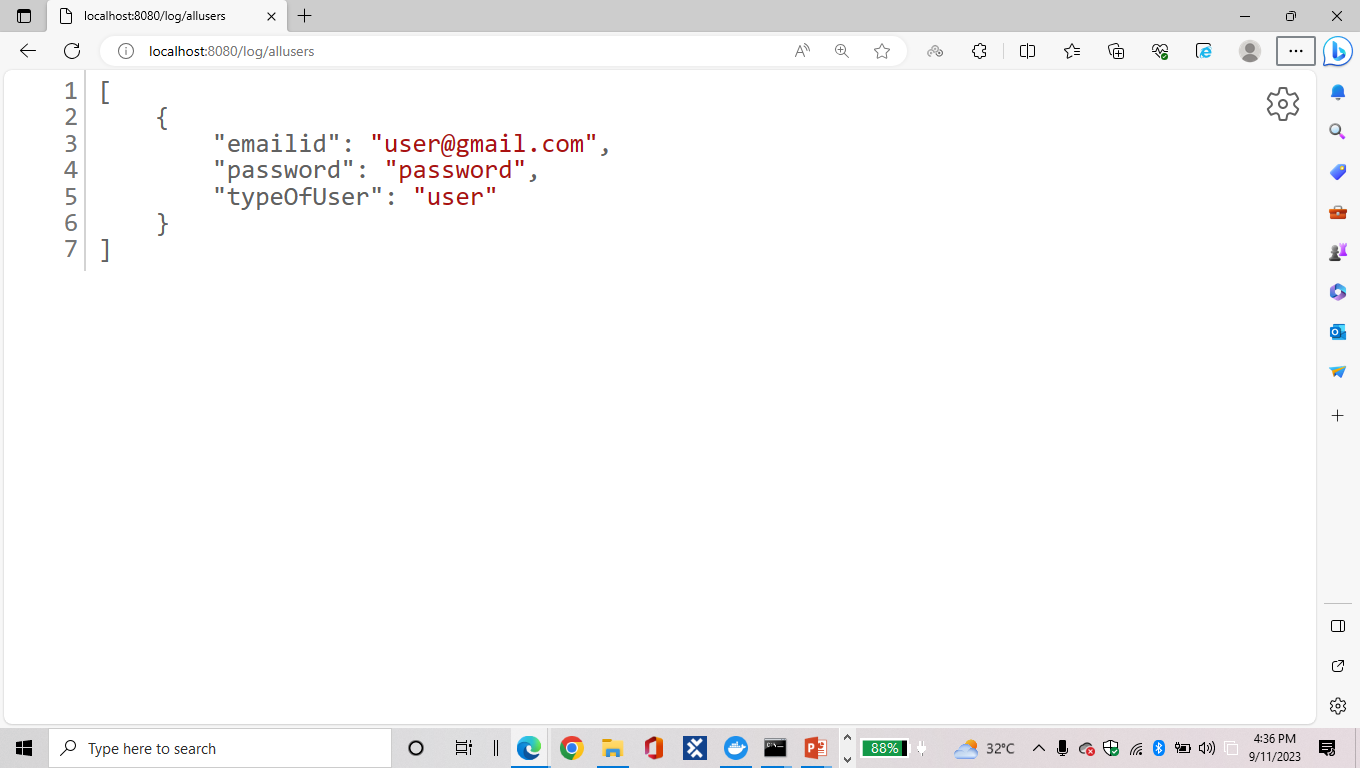 localhost:8080/log/allusers
localhost:8080/log/allusers
1 [
2 {
3 "emailid": "user@gmail.com",
4 "password": "password",
5 "typeOfUser": "user"
6 }
7 ]
Type here to search
88%
32°C
4:36 PM
9/11/2023